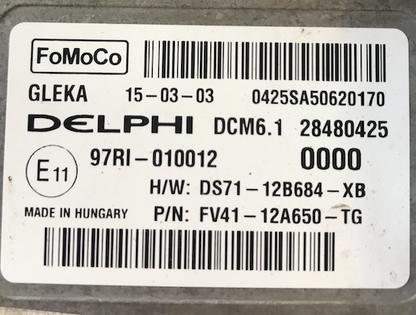 FoMoCo
GLEKA 15-03-03 0425SA50620170
DELPHI DCM6.1 28480425
97RI-010012 0000
E11
H/W: DS71-12B684-XB
MADE IN HUNGARY P/N: FV41-12A650-TG